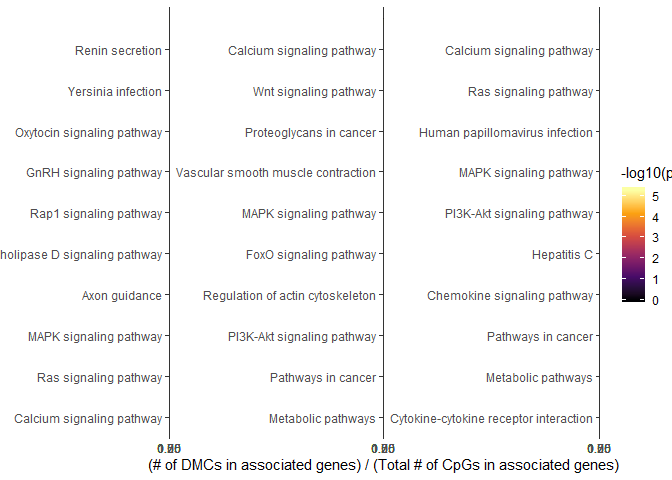 Renin secretion
Yersinia infection
Oxytocin signaling pathway
GnRH signaling pathway
Rap1 signaling pathway
holipase D signaling pathway
Axon guidance
MAPK signaling pathway
Ras signaling pathway
Calcium signaling pathway
Calcium signaling pathway
Wnt signaling pathway
Proteoglycans in cancer
Vascular smooth muscle contraction
MAPK signaling pathway
FoxO signaling pathway
Regulation of actin cytoskeleton
PI3K-Akt signaling pathway
Pathways in cancer
Metabolic pathways
Calcium signaling pathway
Ras signaling pathway
Human papillomavirus infection
MAPK signaling pathway
PI3K-Akt signaling pathway
Hepatitis C
Chemokine signaling pathway
Pathways in cancer
Metabolic pathways
Cytokine-cytokine receptor interaction
(# of DMCs in associated genes) / (Total # of CpGs in associated genes)
-log10(p
5
4
3
2
1
0